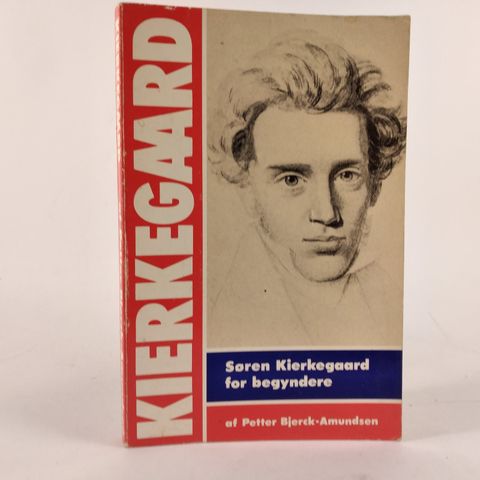 KIERKEGAARD
Søren Kierkegaard
for begyndere
af Petter Bjerck-Amundsen